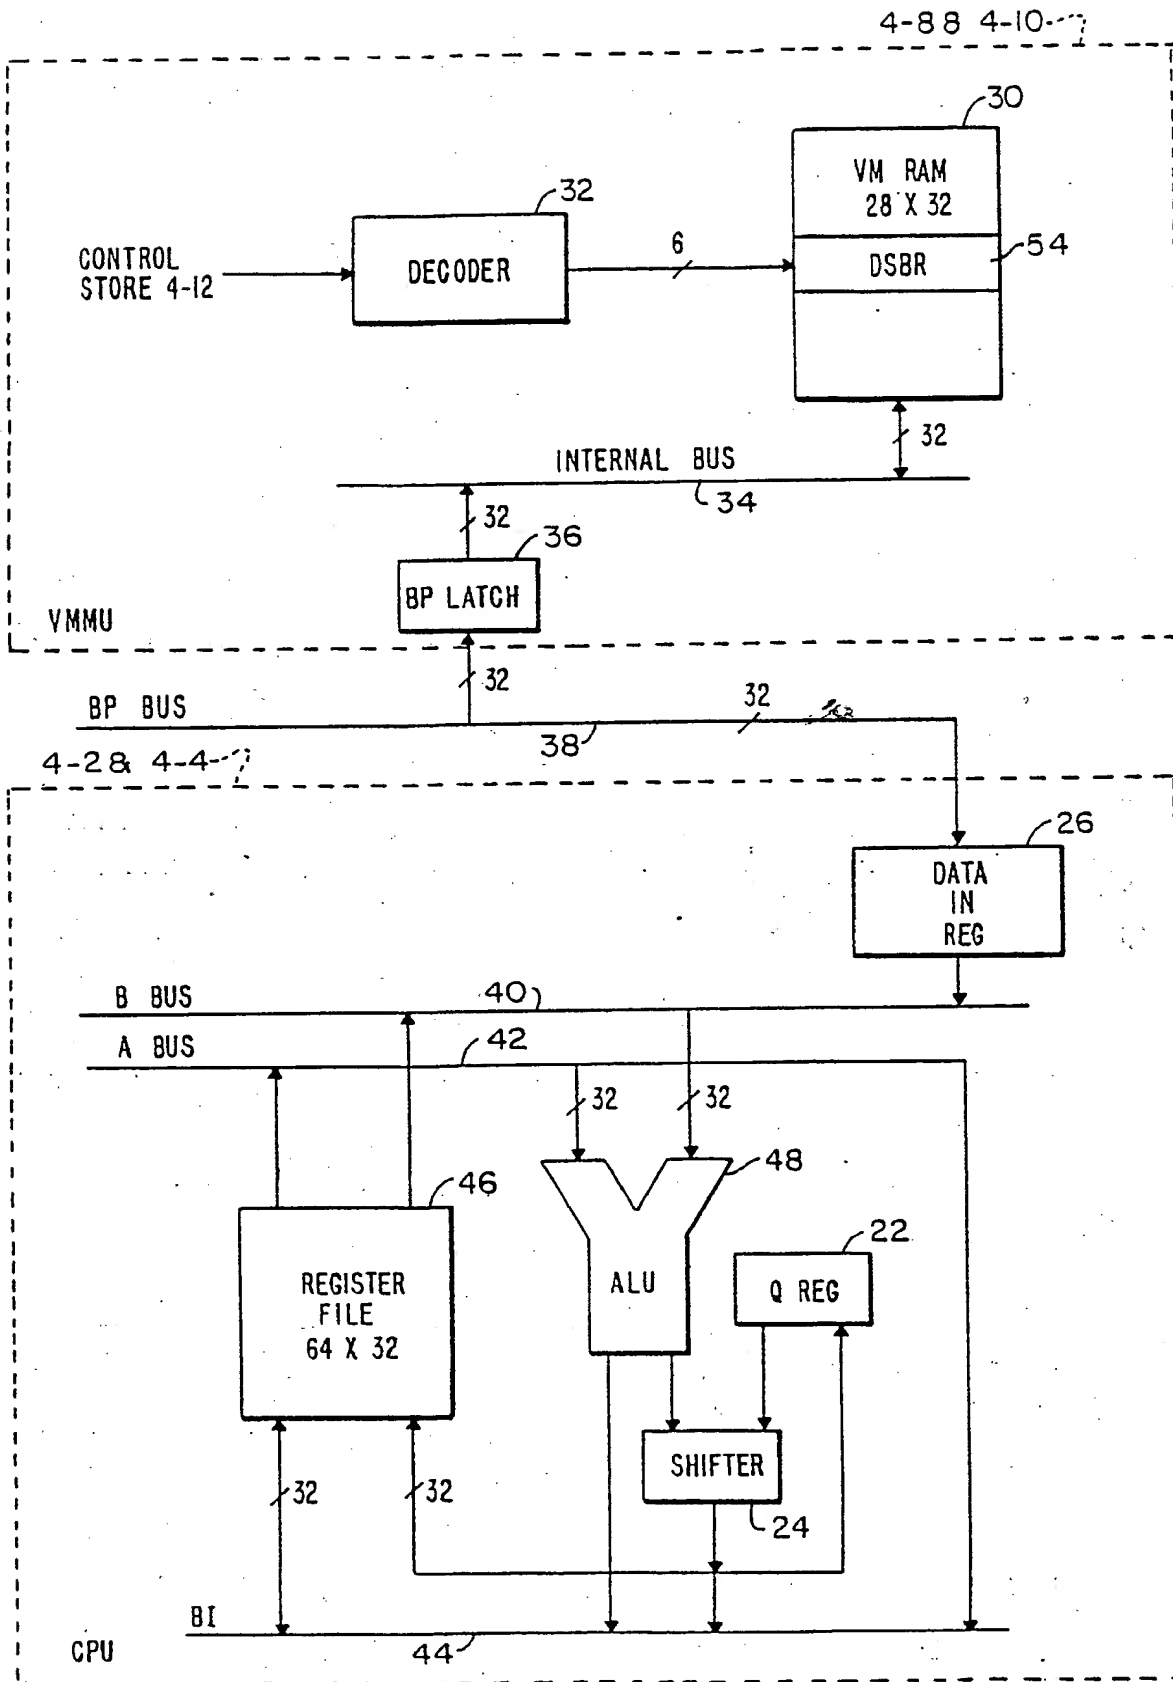 4-88 4-10
30
VM RAM
28 X 32
32
CONTROL
STORE 4-12
DECODER
6
DSBR
54
32
INTERNAL BUS
34
32
36
BP LATCH
VMMU
32
BP BUS
32
38
4-2& 4-4
26
DATA
IN
REG
B BUS
40
A BUS
42
32
32
48
46
REGISTER
FILE
64 X 32
ALU
22
Q REG
SHIFTER
24
32
32
BI
44
CPU